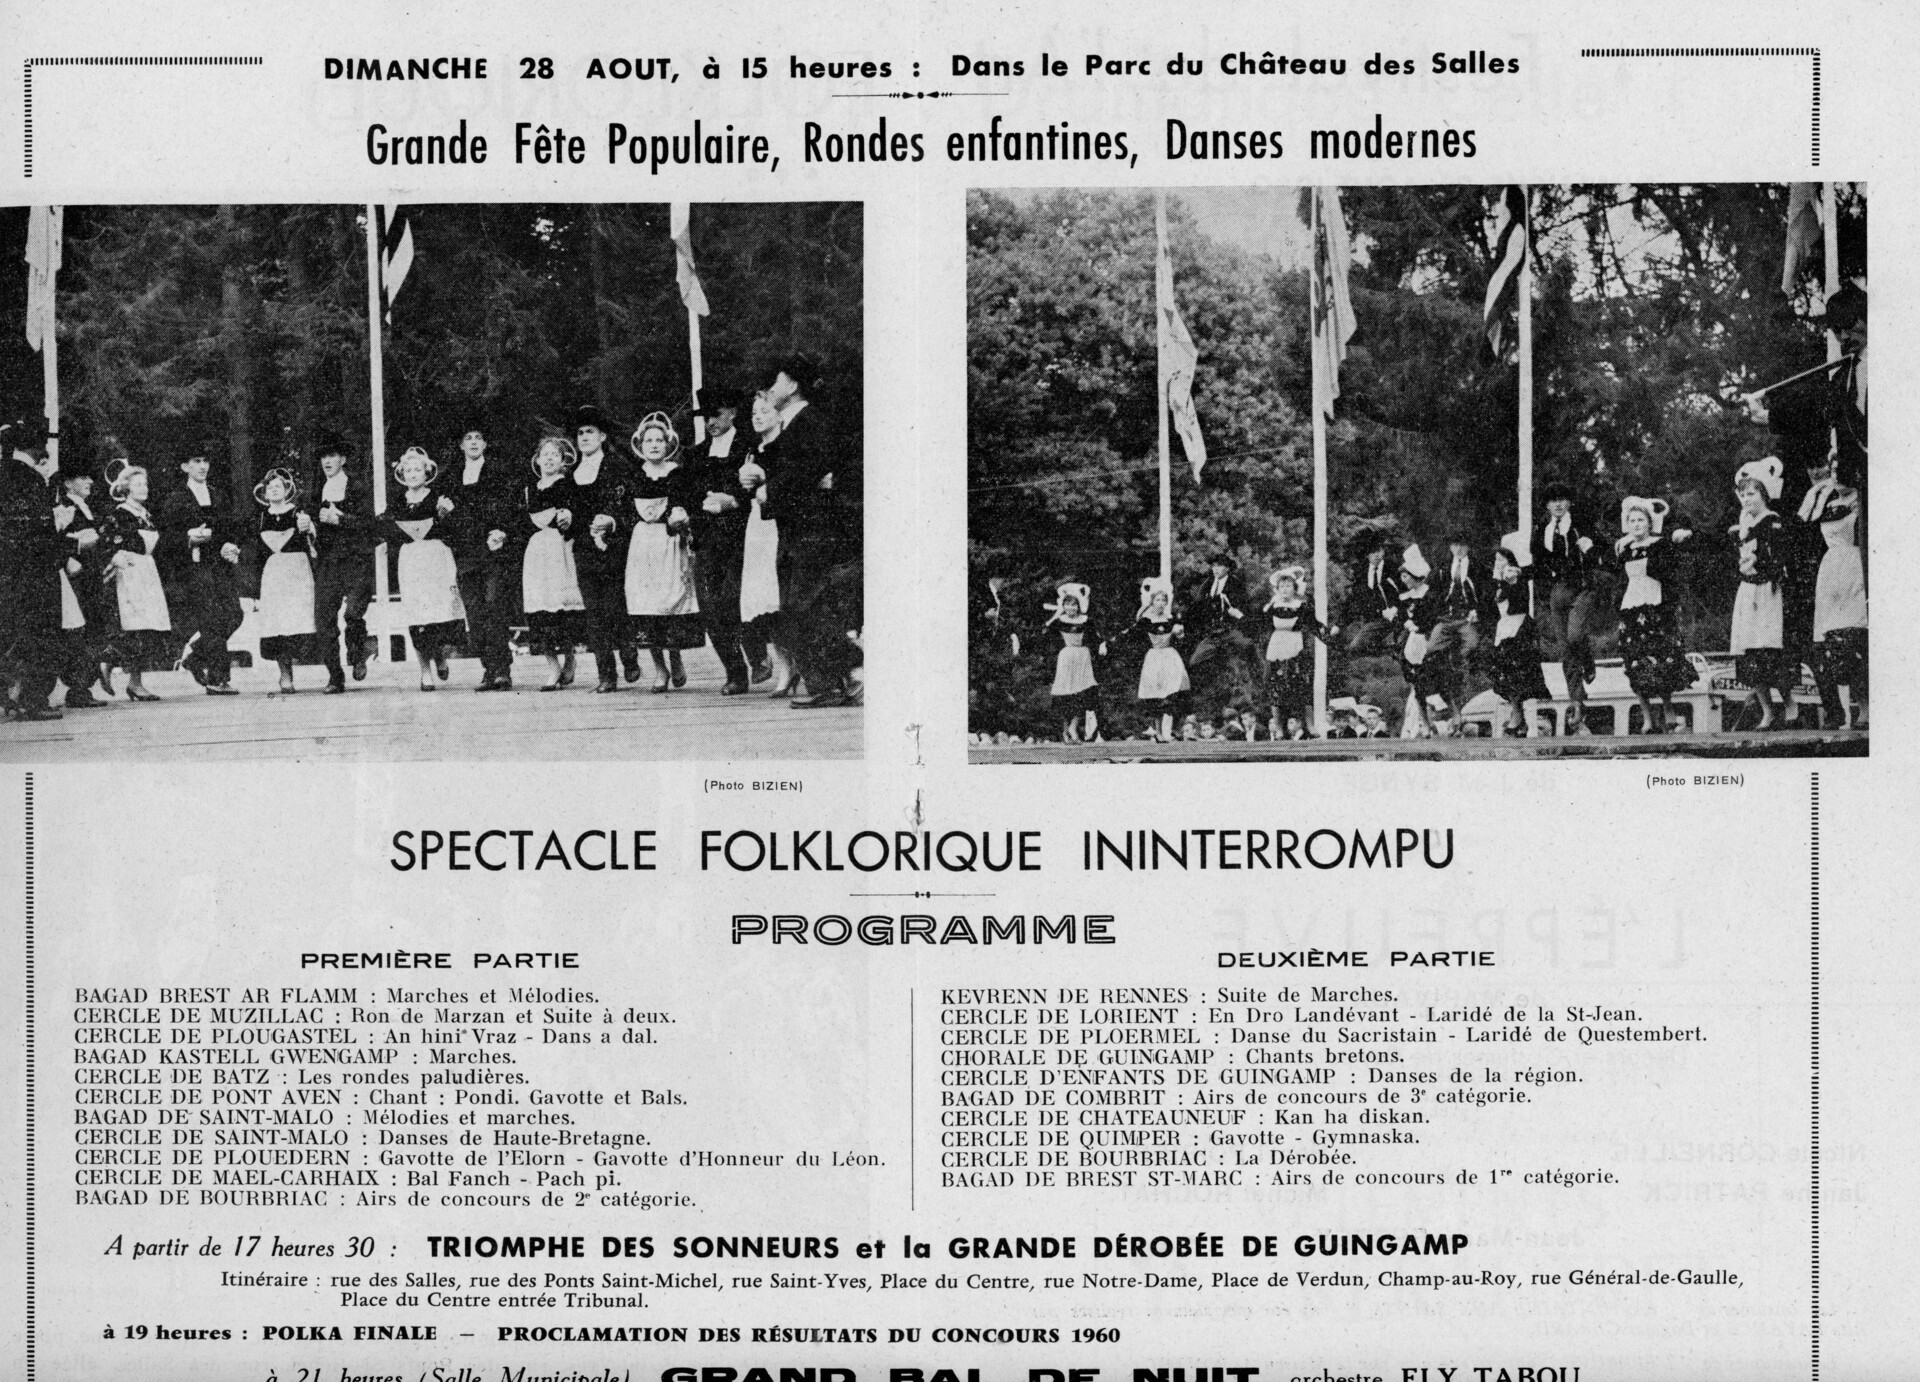 DIMANCHE 28 AOUT, à 15 heures : Dans le Parc du Château des Salles
Grande Fête Populaire, Rondes enfantines, Danses modernes
(Photo BIZIEN)
(Photo BIZIEN)
SPECTACLE FOLKLORIQUE ININTERROMPU
PROGRAMME
PREMIÈRE PARTIE
BAGAD BREST AR FLAMM : Marches et Mélodies.
CERCLE DE MUZILLAC : Ron de Marzan et Suite à deux.
CERCLE DE PLOUGASTEL : An hini Vraz - Dans a dal.
BAGAD KASTELL GWENGAMP : Marches.
CERCLE DE BATZ : Les rondes paludières.
CERCLE DE PONT AVEN : Chant : Pondi. Gavotte et Bals.
BAGAD DE SAINT-MALO : Mélodies et marches.
CERCLE DE SAINT-MALO : Danses de Haute-Bretagne.
CERCLE DE PLOUEDERN : Gavotte de l'Elorn - Gavotte d'Honneur du Léon.
CERCLE DE MAEL-CARHAIX : Bal Fanch - Pach pi.
BAGAD DE BOURBRIAC : Airs de concours de 2e catégorie.
DEUXIÈME PARTIE
KEVRENN DE RENNES : Suite de Marches.
CERCLE DE LORIENT : En Dro Landévant - Laridé de la St-Jean.
CERCLE DE PLOERMEL : Danse du Sacristain - Laridé de Questembert.
CHORALE DE GUINGAMP : Chants bretons.
CERCLE D'ENFANTS DE GUINGAMP : Danses de la région.
BAGAD DE COMBRIT : Airs de concours de 3e catégorie.
CERCLE DE CHATEAUNEUF : Kan ha diskan.
CERCLE DE QUIMPER : Gavotte - Gymnaska.
CERCLE DE BOURBRIAC : La Dérobée.
BAGAD DE BREST ST-MARC : Airs de concours de 1re catégorie.
A partir de 17 heures 30 : TRIOMPHE DES SONNEURS et la GRANDE DÉROBÉE DE GUINGAMP
Itinéraire : rue des Salles, rue des Ponts Saint-Michel, rue Saint-Yves, Place du Centre, rue Notre-Dame, Place de Verdun, Champ-au-Roy, rue Général-de-Gaulle,
Place du Centre entrée Tribunal.
à 19 heures : POLKA FINALE — PROCLAMATION DES RÉSULTATS DU CONCOURS 1960
à 21 heures (Salle Municipale) GRAND BAL DE NUIT orchestre ELY TABOU